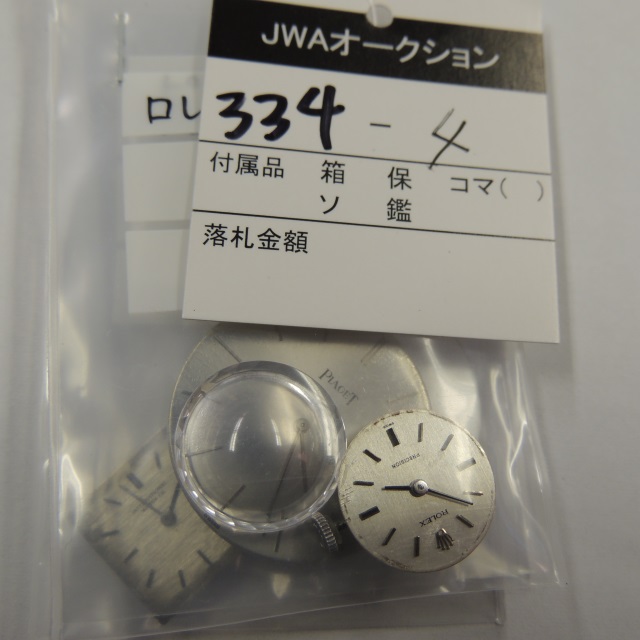 JWAオークション
ロレ
334-4
付属品 箱 保 コマ( )
ソ 鑑
落札金額
PIAGET
ROLEX
PRECISION